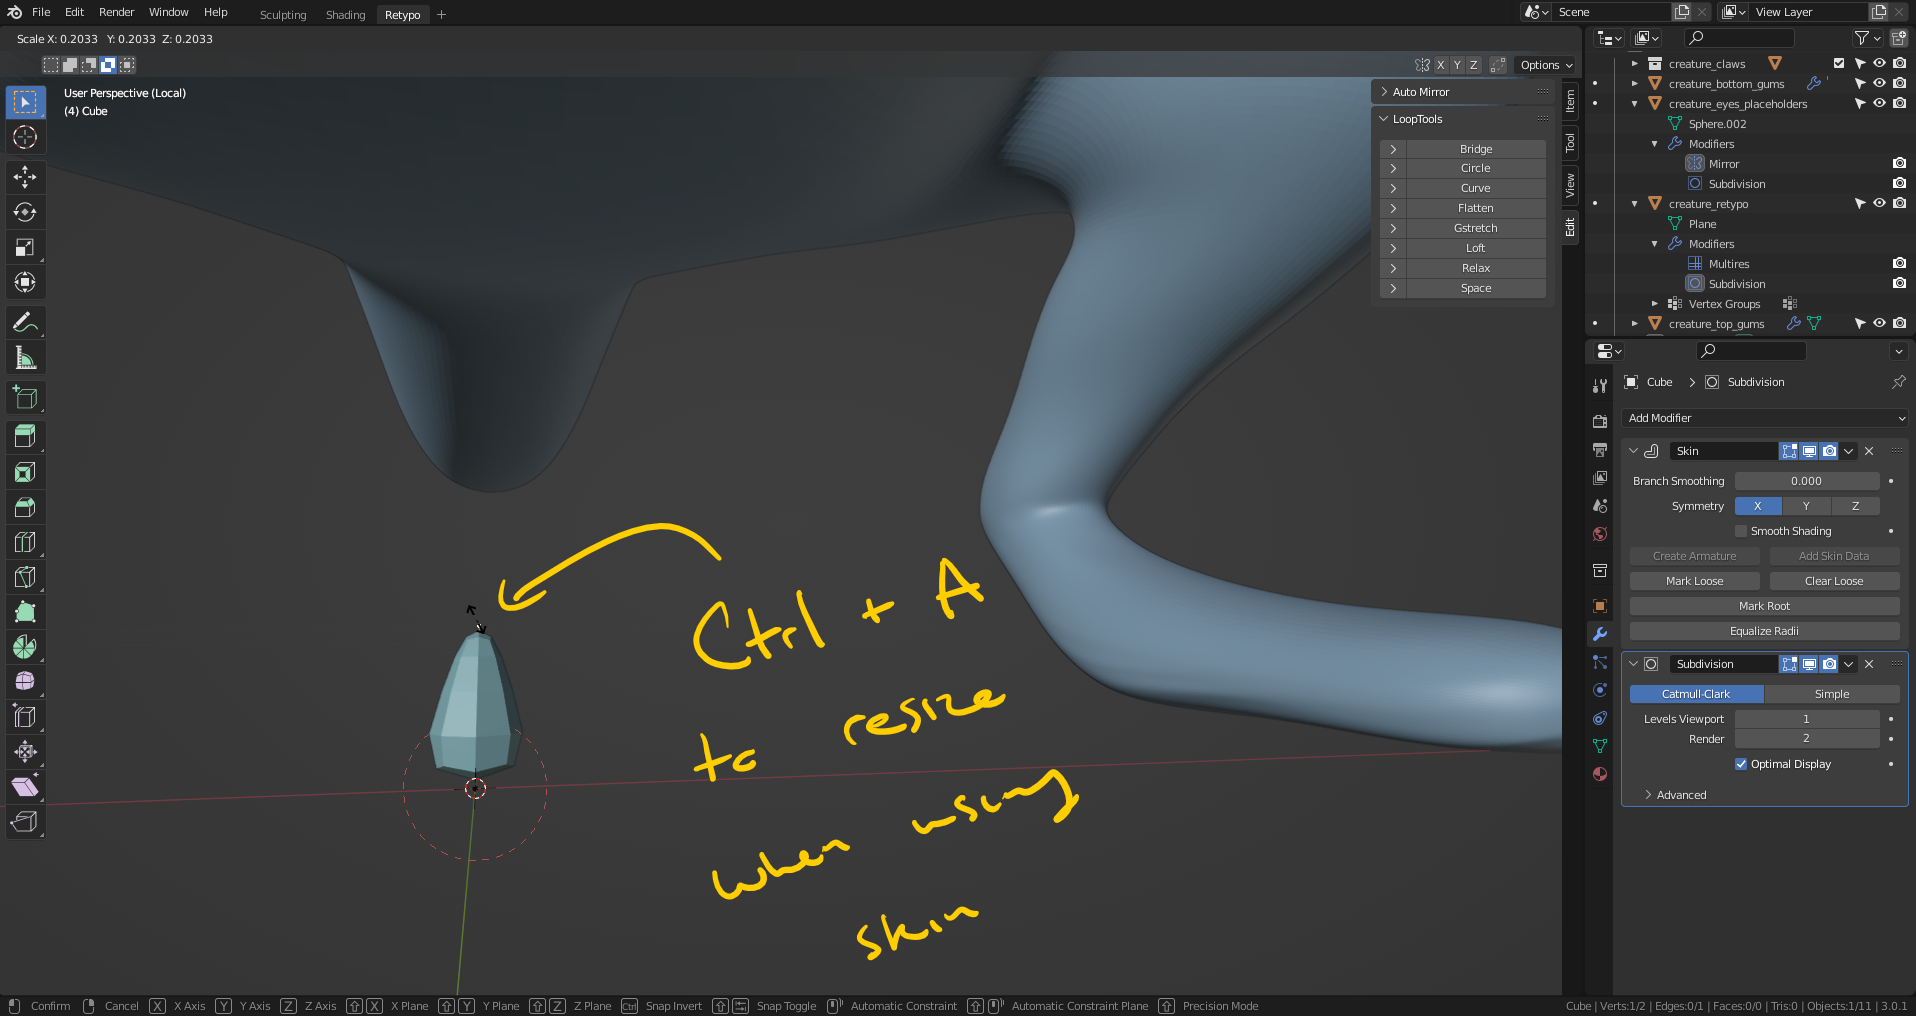 File Edit Render Window Help Sculpting Shading Retypo + Scene View Layer
Scale X: 0.2033 Y: 0.2033 Z: 0.2033
X Y Z Options
User Perspective (Local)
(4) Cube
Auto Mirror
LoopTools
Bridge
Circle
Curve
Flatten
Gstretch
Loft
Relax
Space
Item
Tool
View
Edit
creature_claws
creature_bottom_gums
creature_eyes_placeholders
Sphere.002
Modifiers
Mirror
Subdivision
creature_retypo
Plane
Modifiers
Multires
Subdivision
Vertex Groups
creature_top_gums
Cube Subdivision
Add Modifier
Skin
Branch Smoothing 0.000
Symmetry X Y Z
Smooth Shading
Create Armature Add Skin Data
Mark Loose Clear Loose
Mark Root
Equalize Radii
Subdivision
Catmull-Clark Simple
Levels Viewport 1
Render 2
Optimal Display
Advanced
Ctrl + A
to resize
when using
skin
Confirm Cancel X X Axis Y Y Axis Z Z Axis X X Plane Y Y Plane Z Z Plane Ctrl Snap Invert Snap Toggle Automatic Constraint Automatic Constraint Plane Precision Mode Cube | Verts:1/2 | Edges:0/1 | Faces:0/0 | Tris:0 | Objects:1/11 | 3.0.1